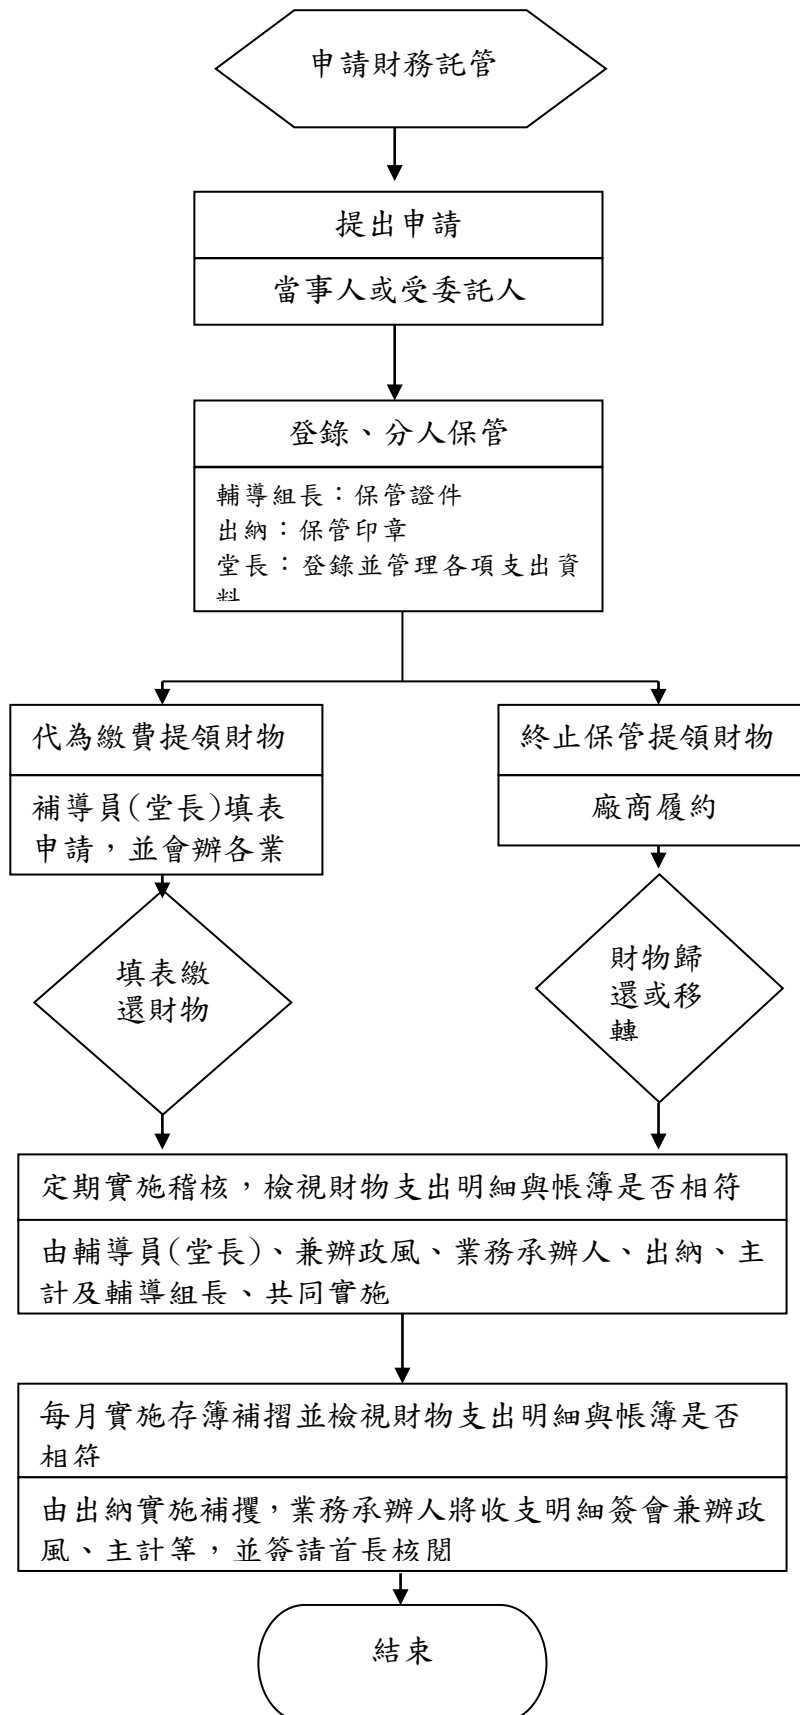 申請財務託管
提出申請
當事人或受委託人
登錄、分人保管
輔導組長：保管證件
出納：保管印章
堂長：登錄並管理各項支出資
料
代為繳費提領財物
補導員(堂長)填表
申請，並會辦各業
終止保管提領財物
廠商履約
填表繳
還財物
財物歸
還或移
轉
定期實施稽核，檢視財物支出明細與帳簿是否相符
由輔導員(堂長)、兼辦政風、業務承辦人、出納、主
計及輔導組長、共同實施
每月實施存簿補摺並檢視財物支出明細與帳簿是否
相符
由出納實施補攫，業務承辦人將收支明細簽會兼辦政
風、主計等，並簽請首長核閱
結束